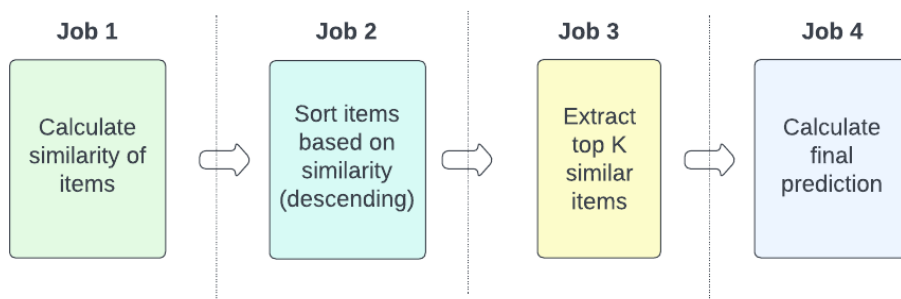 Job 1
Job 2
Job 3
Job 4
Calculate
similarity of
items
Sort items
based on
similarity
(descending)
Extract
top K
similar
items
Calculate
final
prediction